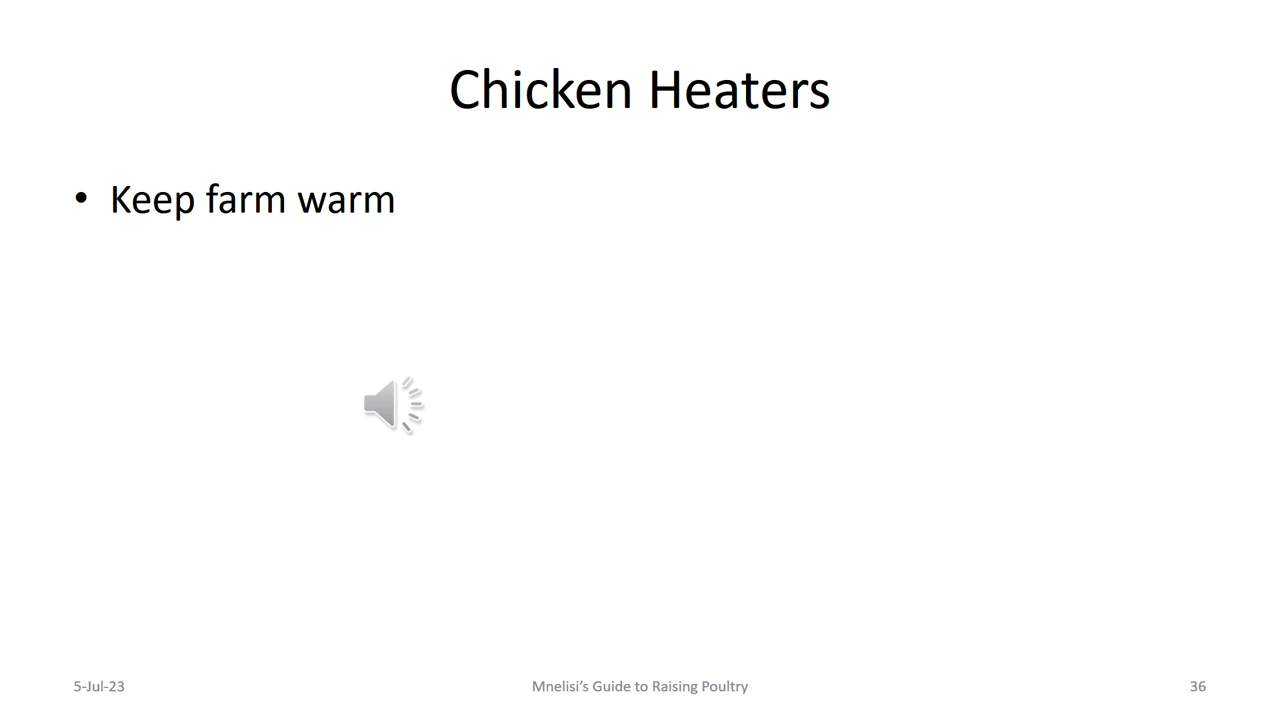 Chicken Heaters
• Keep farm warm
5-Jul-23
Mnelisi’s Guide to Raising Poultry
36